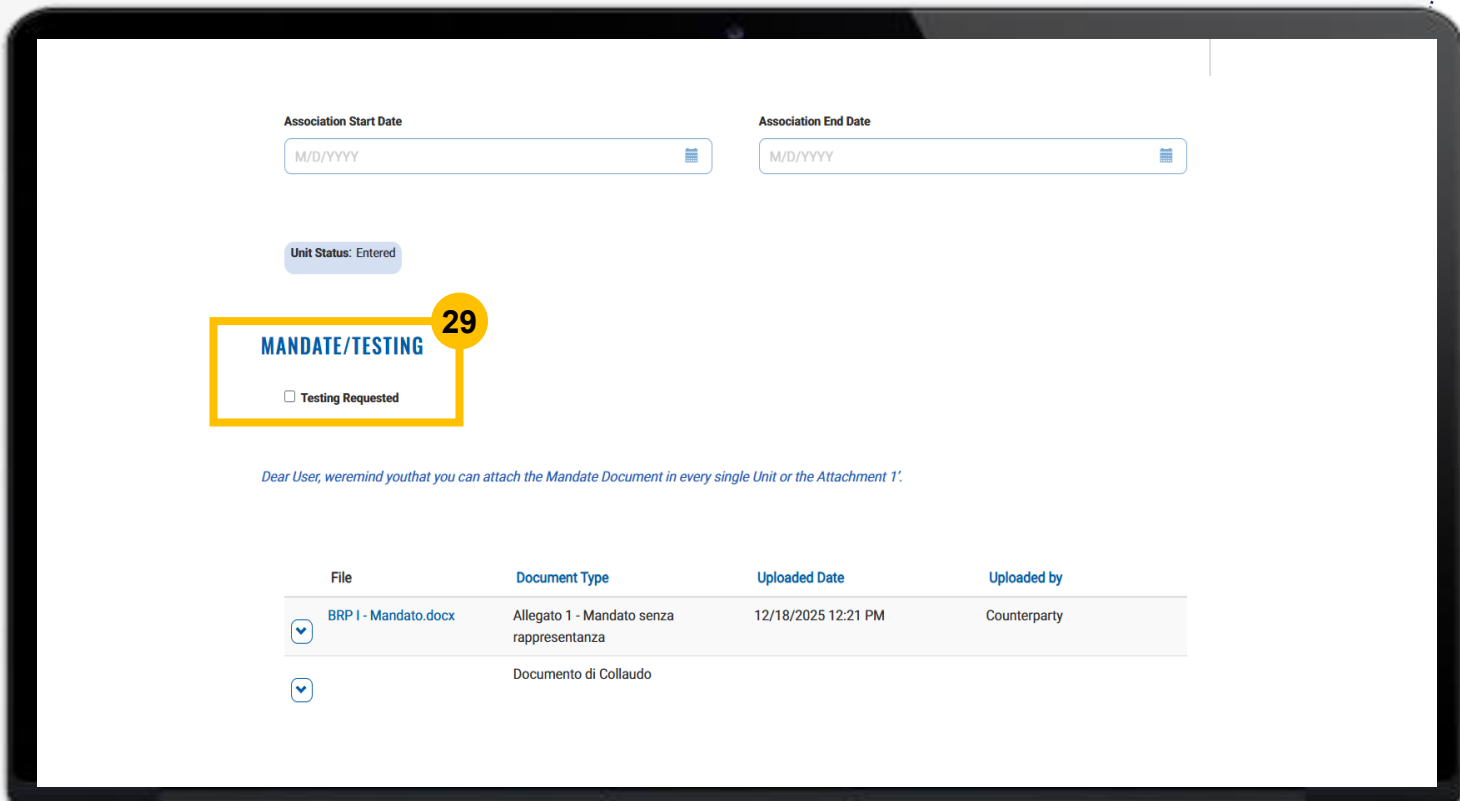 Association Start Date
Association End Date
M/D/YYYY
M/D/YYYY
Unit Status: Entered
29
MANDATE/TESTING
Testing Requested
Dear User, weremind youthat you can attach the Mandate Document in every single Unit or the Attachment 1’.
File Document Type Uploaded Date Uploaded by
BRP I - Mandato.docx Allegato 1 - Mandato senza 12/18/2025 12:21 PM Counterparty
rappresentanza
Documento di Collaudo